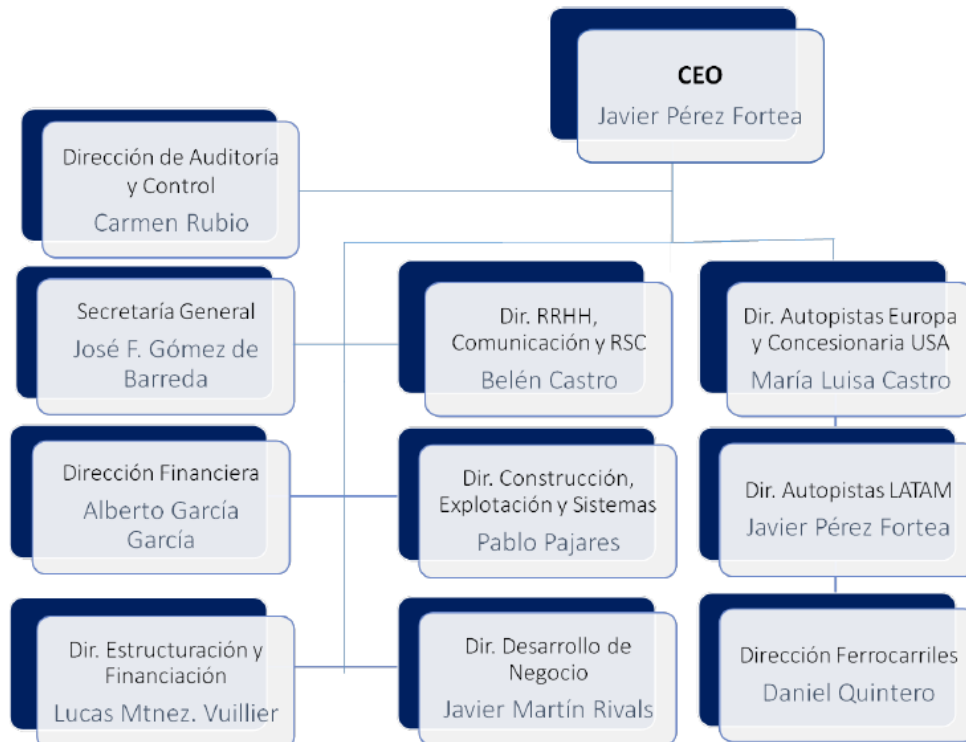 CEO
Javier Pérez Fortea
Dirección de Auditoría
y Control
Carmen Rubio
Secretaría General
José F. Gómez de
Barreda
Dir. RRHH,
Comunicación y RSC
Belén Castro
Dir. Autopistas Europa
y Concesionaria USA
María Luisa Castro
Dirección Financiera
Alberto García
García
Dir. Construcción,
Explotación y Sistemas
Pablo Pajares
Dir. Autopistas LATAM
Javier Pérez Fortea
Dir. Estructuración y
Financiación
Lucas Mtnez. Vuillier
Dir. Desarrollo de
Negocio
Javier Martín Rivals
Dirección Ferrocarriles
Daniel Quintero